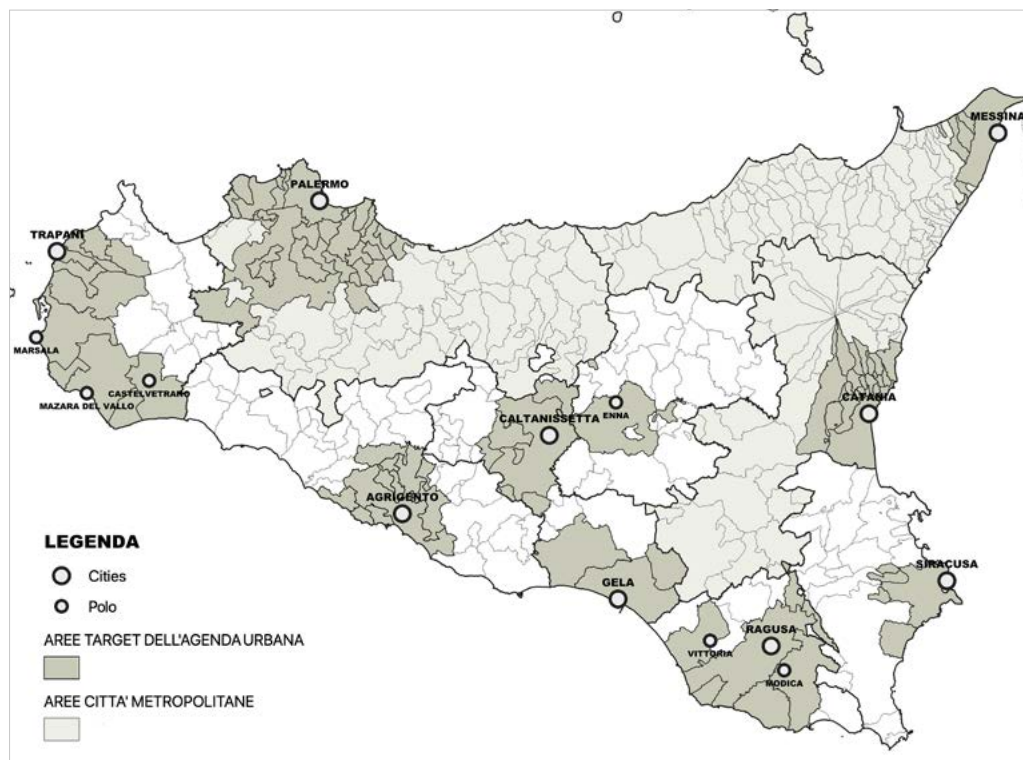 MESSINA
PALERMO
TRAPANI
MARSALA
CASTELVETRANO
MAZARA DEL VALLO
CALTANISSETTA
ENNA
CATANIA
AGRIGENTO
LEGENDA
Cities
Polo
GELA
SIRACUSA
VITTORIA
RAGUSA
MODICA
AREE TARGET DELL'AGENDA URBANA
AREE CITTA' METROPOLITANE